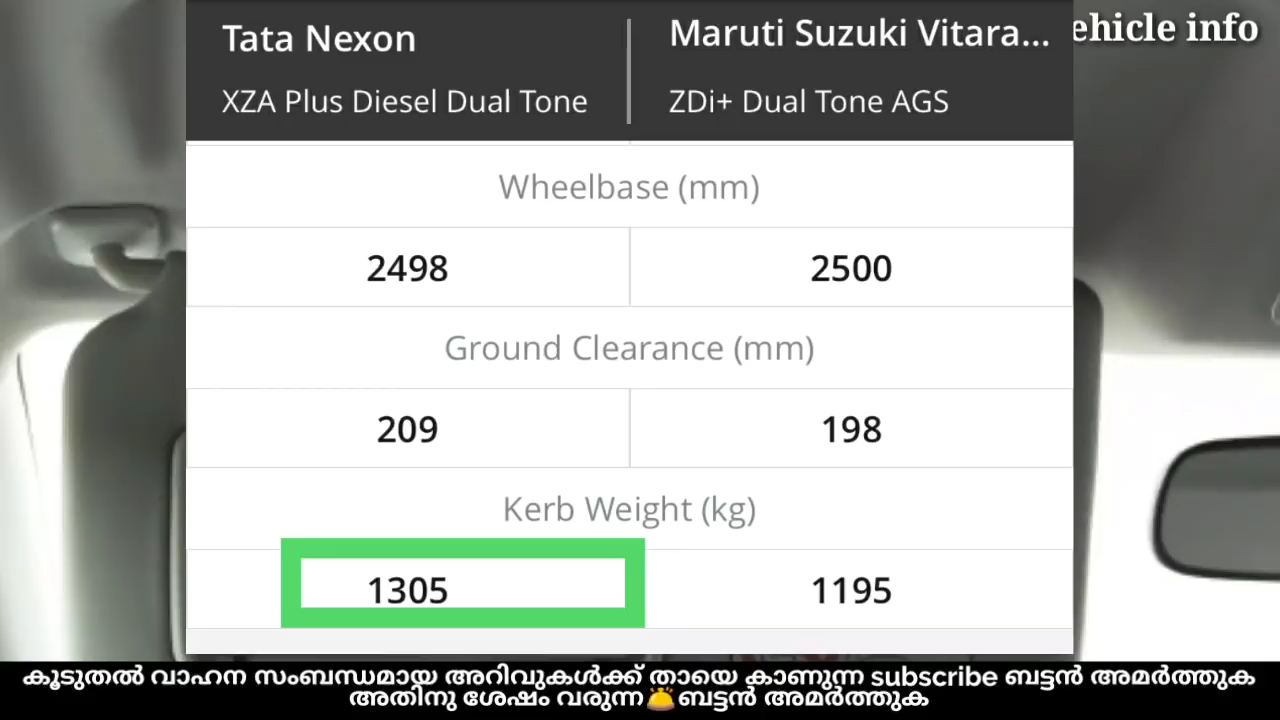 Tata Nexon
Maruti Suzuki Vitara...
ehicle info
XZA Plus Diesel Dual Tone
ZDi+ Dual Tone AGS
Wheelbase (mm)
2498
2500
Ground Clearance (mm)
209
198
Kerb Weight (kg)
1305
1195
കൂടുതൽ വാഹന സംബന്ധമായ അറിവുകൾക്ക് തായെ കാണുന്ന subscribe ബട്ടൻ അമർത്തുക
അതിനു ശേഷം വരുന്ന🛎️ബട്ടൻ അമർത്തുക